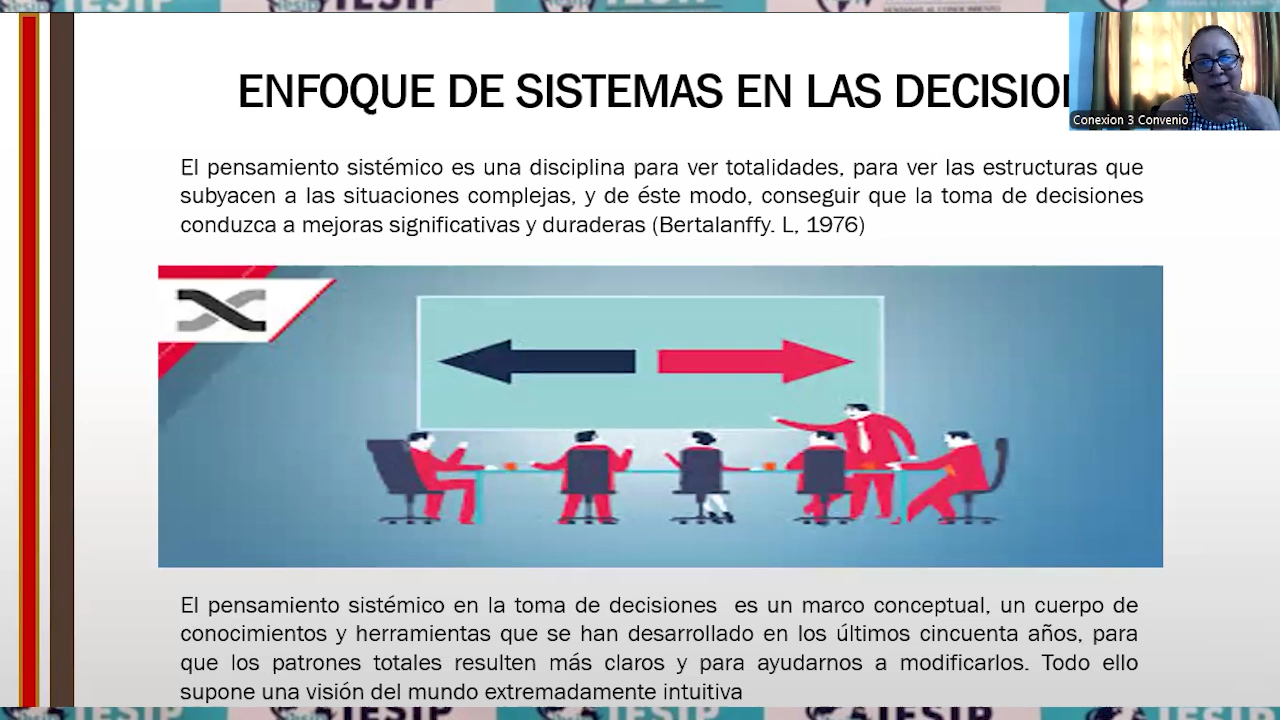 ENFOQUE DE SISTEMAS EN LAS
Conexion 3 Convenio
El pensamiento sistémico es una disciplina para ver totalidades, para ver las estructuras que
subyacen a las situaciones complejas, y de éste modo, conseguir que la toma de decisiones
conduzca a mejoras significativas y duraderas (Bertalanffy. L, 1976)
El pensamiento sistémico en la toma de decisiones es un marco conceptual, un cuerpo de
conocimientos y herramientas que se han desarrollado en los últimos cincuenta años, para
que los patrones totales resulten más claros y para ayudarnos a modificarlos. Todo ello
supone una visión del mundo extremadamente intuitiva